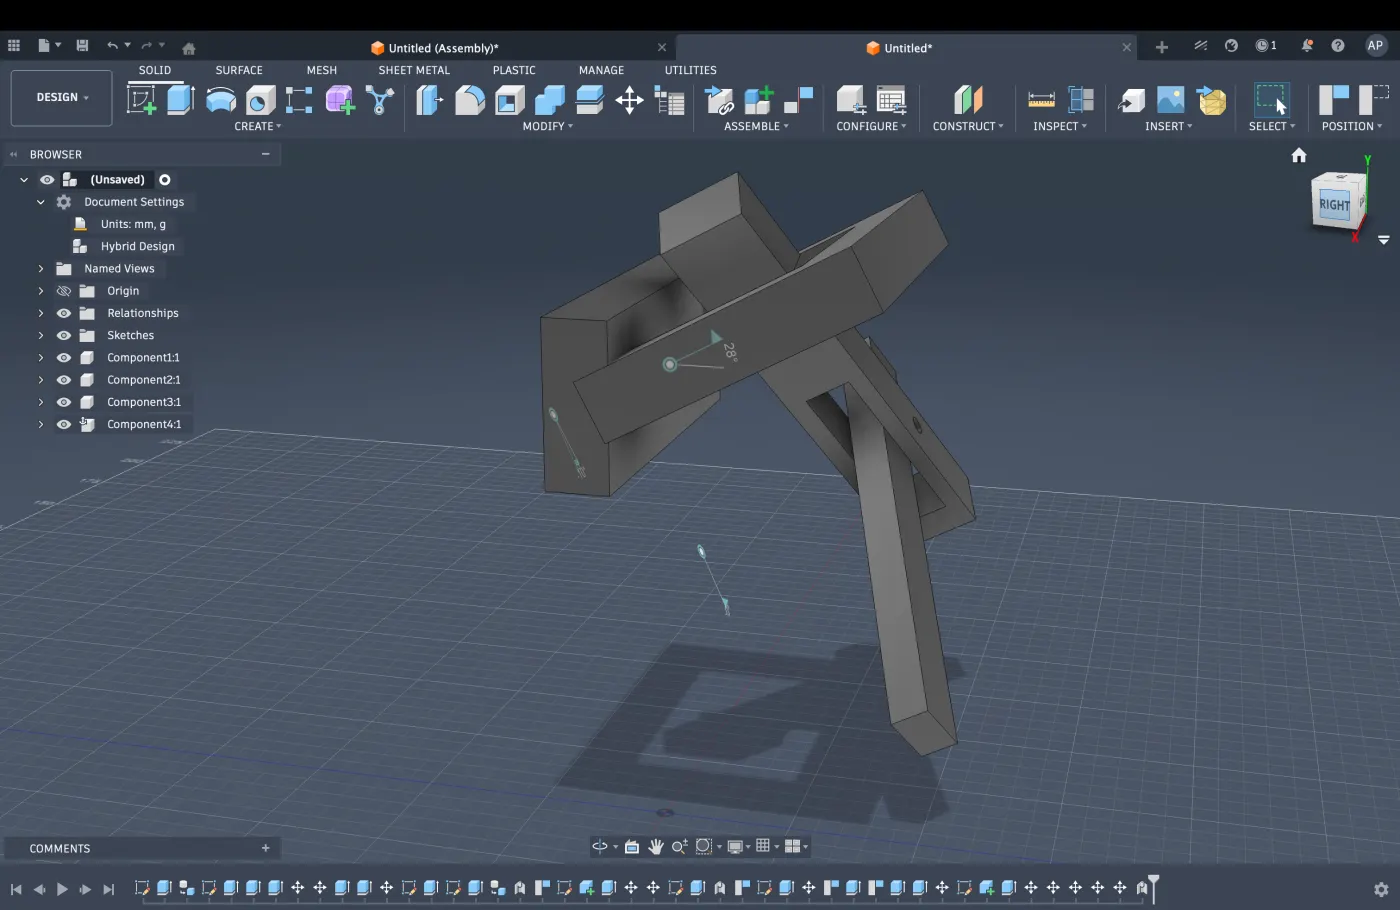 Untitled (Assembly)*
Untitled*
1
AP
DESIGN
SOLID
SURFACE
MESH
SHEET METAL
PLASTIC
MANAGE
UTILITIES
CREATE
MODIFY
ASSEMBLE
CONFIGURE
CONSTRUCT
INSPECT
INSERT
SELECT
POSITION
BROWSER
(Unsaved)
Document Settings
Units: mm, g
Hybrid Design
Named Views
Origin
Relationships
Sketches
Component1:1
Component2:1
Component3:1
Component4:1
Y
RIGHT
X
28°
COMMENTS